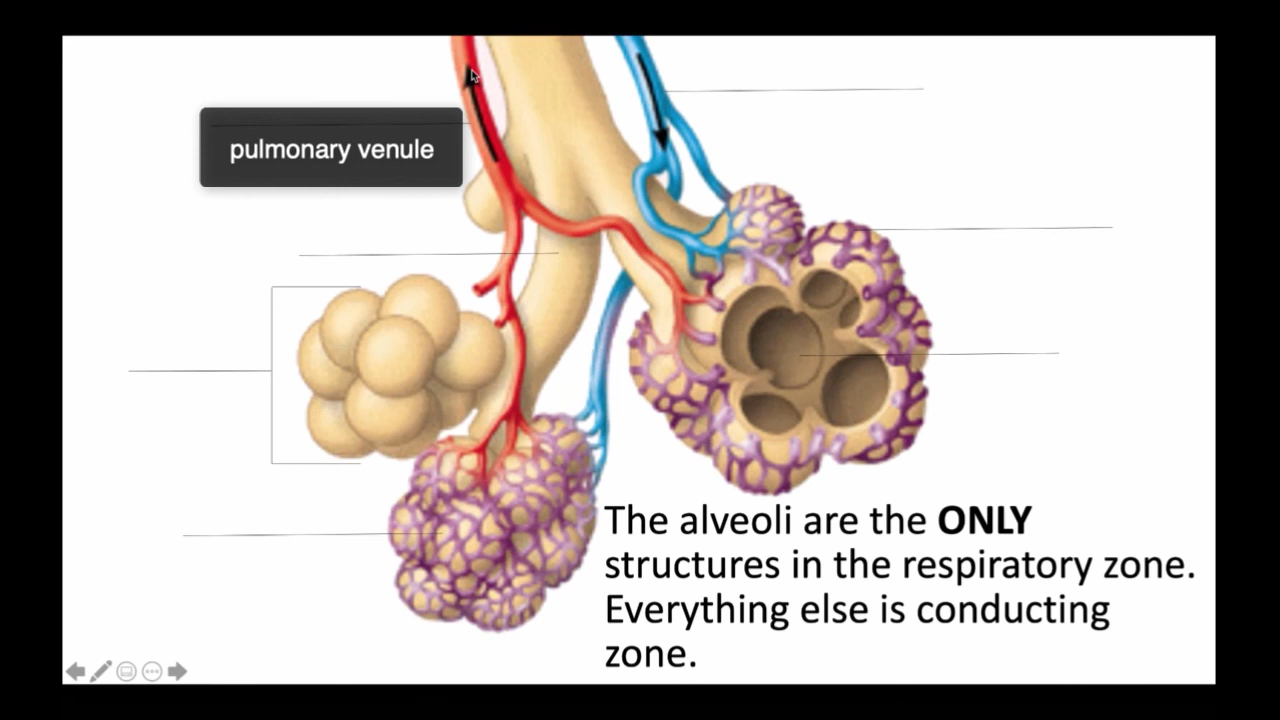 pulmonary venule
The alveoli are the ONLY
structures in the respiratory zone.
Everything else is conducting
zone.